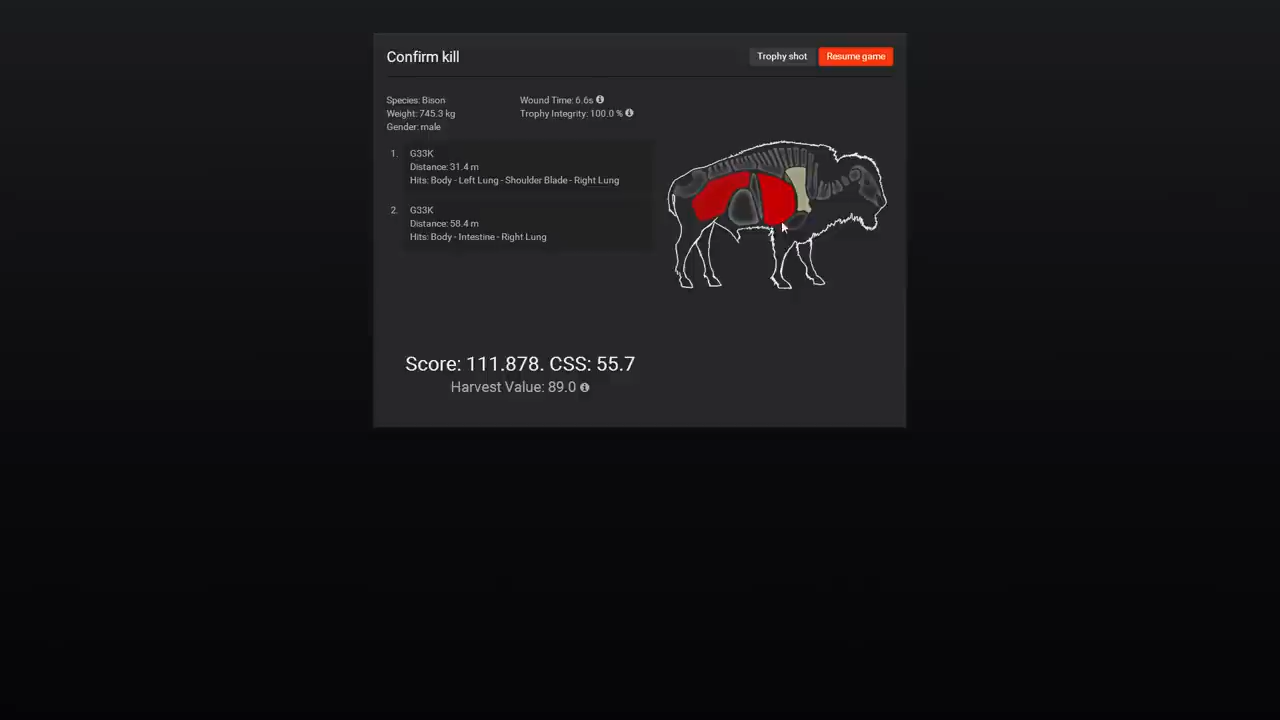 Confirm kill
Trophy shot
Resume game
Species: Bison
Weight: 745.3 kg
Gender: male
Wound Time: 6.6s
Trophy Integrity: 100.0 %
1. G33K
Distance: 31.4 m
Hits: Body - Left Lung - Shoulder Blade - Right Lung
2. G33K
Distance: 58.4 m
Hits: Body - Intestine - Right Lung
Score: 111.878. CSS: 55.7
Harvest Value: 89.0